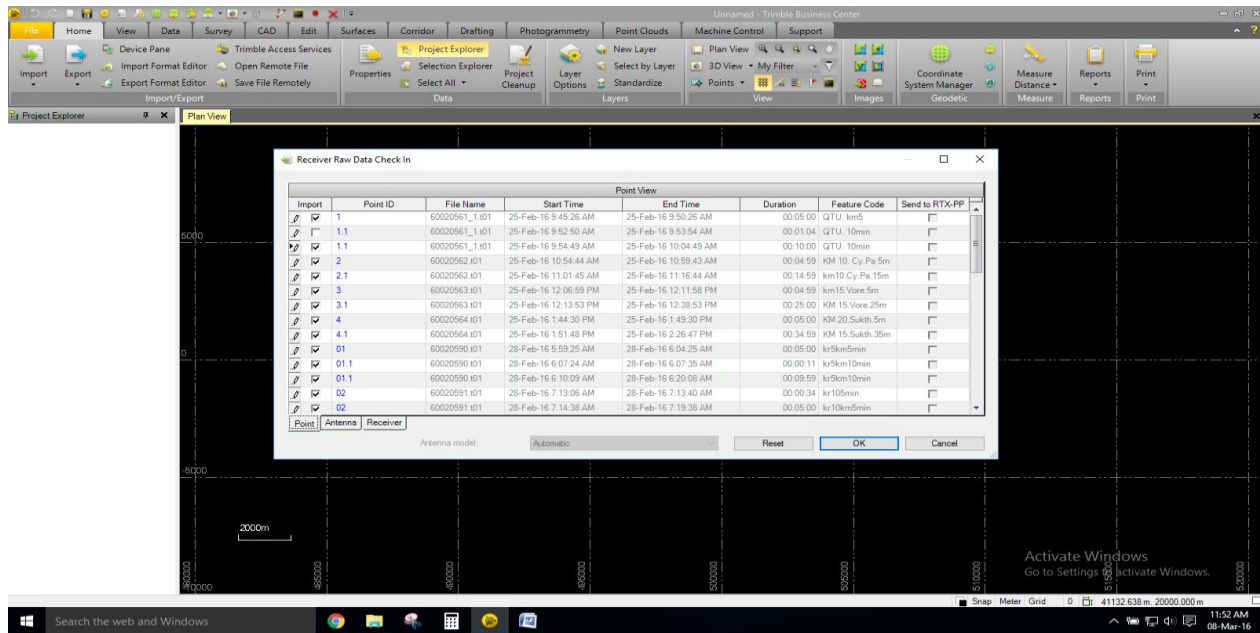 Unnamed - Trimble Business Center
File Home View Data Survey CAD Edit Surfaces Corridor Drafting Photogrammetry Point Clouds Machine Control Support
Import
Export
Device Pane
Import Format Editor
Export Format Editor
Trimble Access Services
Open Remote File
Save File Remotely
Import/Export
Properties
Project Explorer
Selection Explorer
Select All
Project Cleanup
Data
Layer Options
New Layer
Select by Layer
Standardize
Layers
Plan View
3D View My Filter
Points
View
Images
Coordinate System Manager
Geodetic
Measure Distance
Measure
Reports
Reports
Print
Print
Project Explorer
Plan View
Receiver Raw Data Check In
Point View
Import Point ID File Name Start Time End Time Duration Feature Code Send to RTX-PP
1 60020561_1.t01 25-Feb-16 9:45:26 AM 25-Feb-16 9:50:26 AM 00:05:00 QTU. km5
1.1 60020561_1.t01 25-Feb-16 9:52:50 AM 25-Feb-16 9:53:54 AM 00:01:04 QTU. 10min
1.1 60020561_1.t01 25-Feb-16 9:54:49 AM 25-Feb-16 10:04:49 AM 00:10:00 QTU. 10min
2 60020562.t01 25-Feb-16 10:54:44 AM 25-Feb-16 10:59:43 AM 00:04:59 KM 10. Cy.Pa 5m
2.1 60020562.t01 25-Feb-16 11:01:45 AM 25-Feb-16 11:16:44 AM 00:14:59 km10.Cy.Pa.15m
3 60020563.t01 25-Feb-16 12:06:59 PM 25-Feb-16 12:11:58 PM 00:04:59 km15.Vore.5m
3.1 60020563.t01 25-Feb-16 12:13:53 PM 25-Feb-16 12:38:53 PM 00:25:00 KM 15.Vore.25m
4 60020564.t01 25-Feb-16 1:44:30 PM 25-Feb-16 1:49:30 PM 00:05:00 KM 20.Sukth.5m
4.1 60020564.t01 25-Feb-16 1:51:48 PM 25-Feb-16 2:26:47 PM 00:34:59 KM 15.Sukth.35m
01 60020590.t01 28-Feb-16 5:59:25 AM 28-Feb-16 6:04:25 AM 00:05:00 kr5km5min
01.1 60020590.t01 28-Feb-16 6:07:24 AM 28-Feb-16 6:07:35 AM 00:00:11 kr5km10min
01.1 60020590.t01 28-Feb-16 6:10:09 AM 28-Feb-16 6:20:08 AM 00:09:59 kr5km10min
02 60020591.t01 28-Feb-16 7:13:06 AM 28-Feb-16 7:13:40 AM 00:00:34 kr105min
02 60020591.t01 28-Feb-16 7:14:38 AM 28-Feb-16 7:19:38 AM 00:05:00 kr10km5min
Point Antenna Receiver
Antenna model: Automatic Reset OK Cancel
5000
0
-5000
2000m
485000
490000
495000
500000
505000
510000
515000
520000
Activate Windows
Go to Settings to activate Windows.
Snap Meter Grid 0 41132.638 m, 20000.000 m
Search the web and Windows
11:52 AM
08-Mar-16